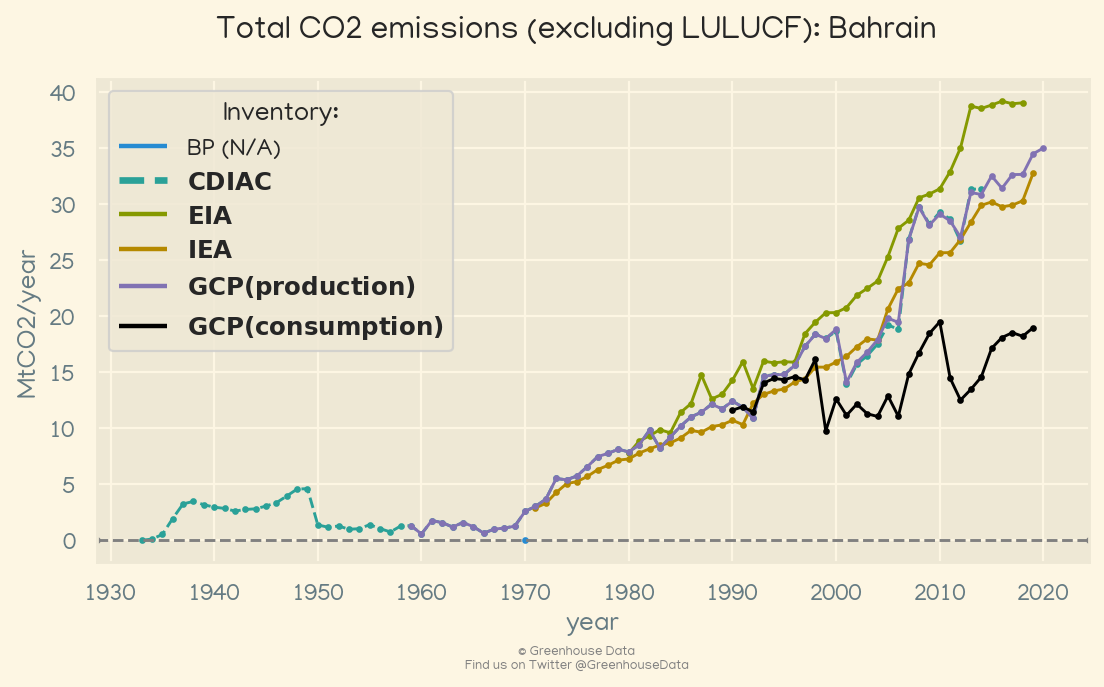 Total CO2 emissions (excluding LULUCF): Bahrain
Inventory:
BP (N/A)
CDIAC
EIA
IEA
GCP(production)
GCP(consumption)
MtCO2/year
40
35
30
25
20
15
10
5
0
1930 1940 1950 1960 1970 1980 1990 2000 2010 2020
year
© Greenhouse Data
Find us on Twitter @GreenhouseData